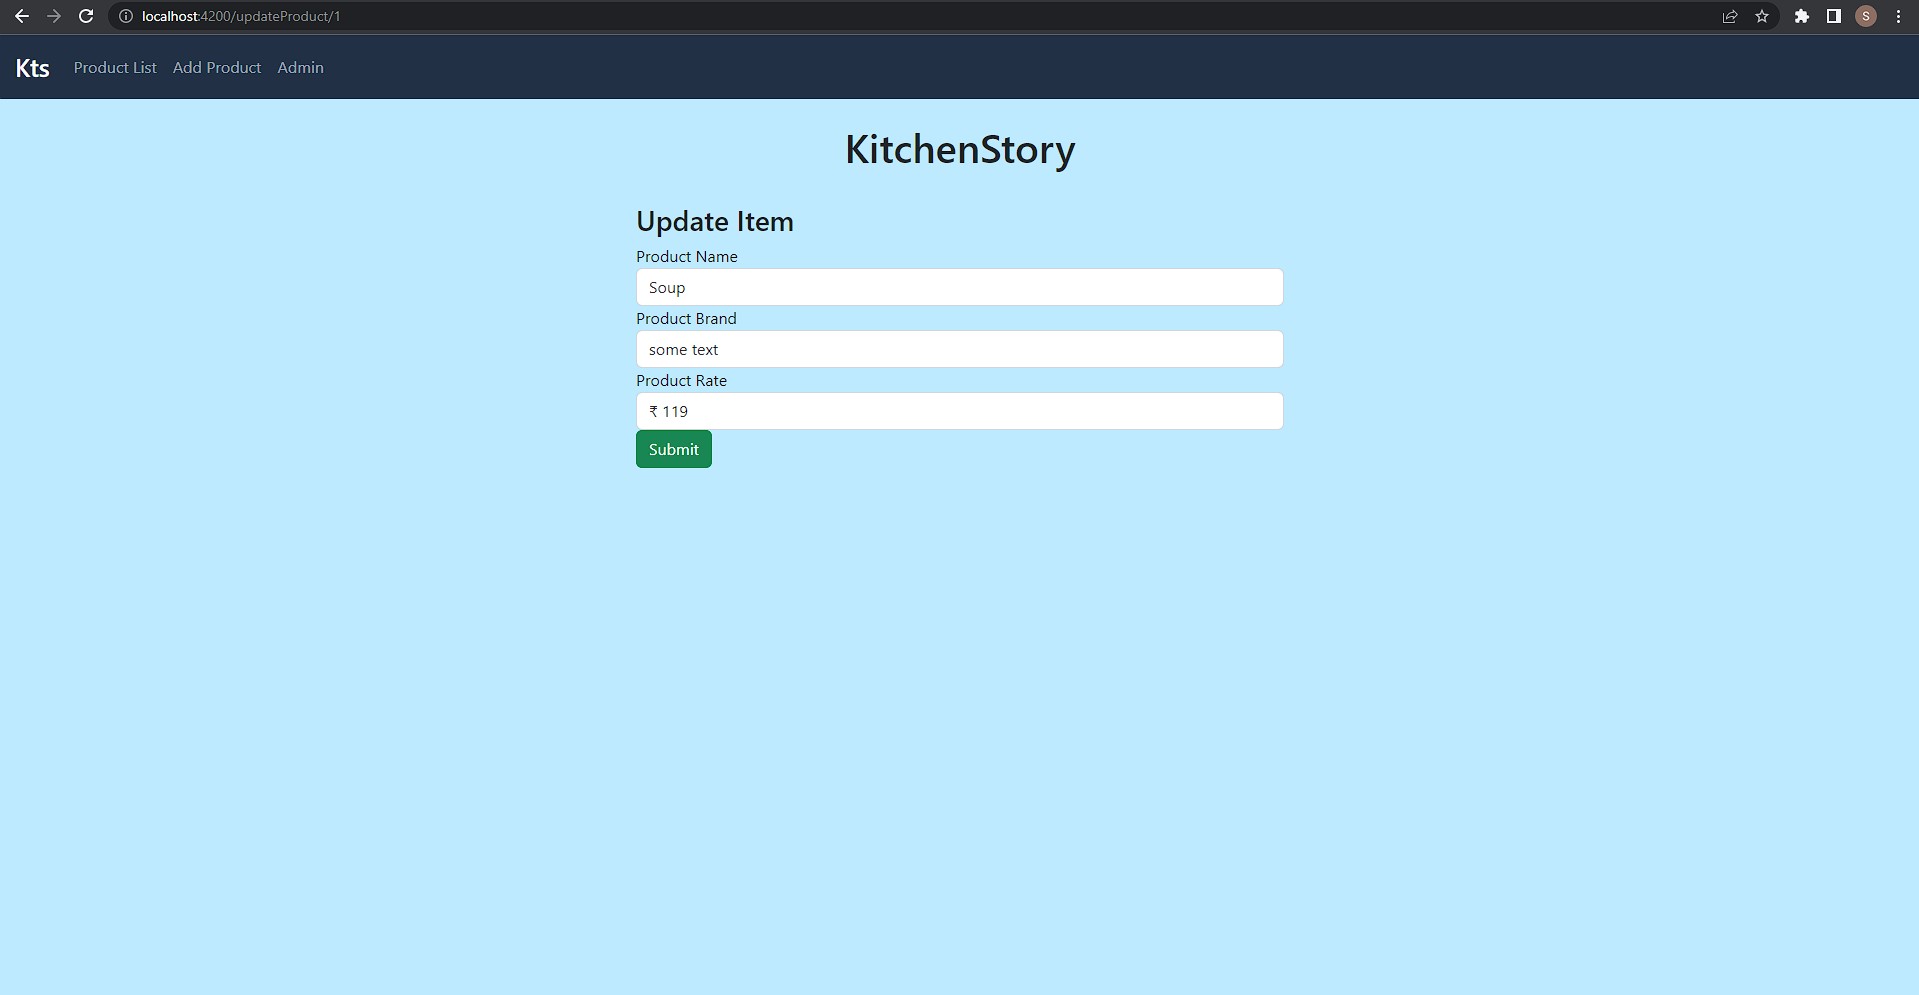 localhost:4200/updateProduct/1
S
Kts Product List Add Product Admin
KitchenStory
Update Item
Product Name
Soup
Product Brand
some text
Product Rate
₹ 119
Submit